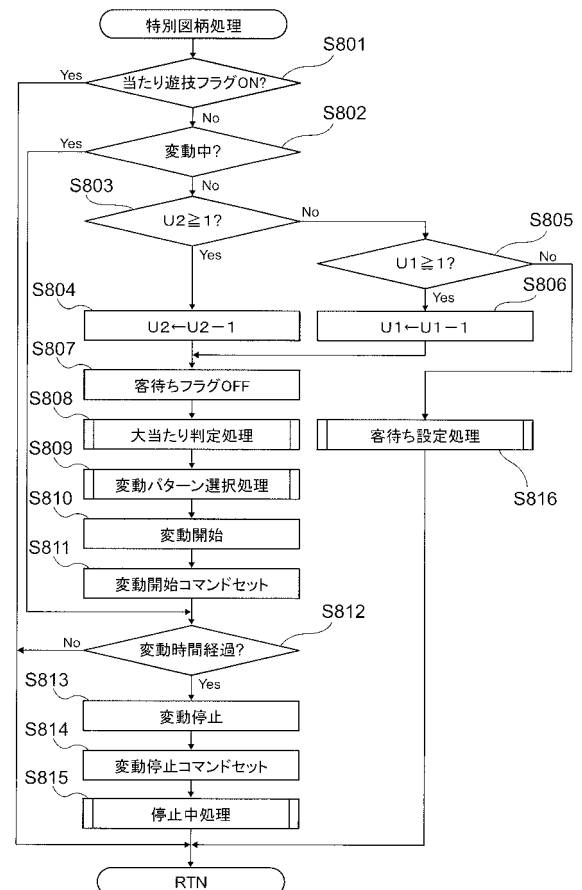 特別図柄処理
S801
当たり遊技フラグON?
Yes
No
S802
変動中?
Yes
No
S803
U2≧1?
No
Yes
S805
U1≧1?
No
Yes
S804
U2←U2−1
S806
U1←U1−1
S807
客待ちフラグOFF
S808
大当たり判定処理
客待ち設定処理
S816
S809
変動パターン選択処理
S810
変動開始
S811
変動開始コマンドセット
S812
変動時間経過?
No
Yes
S813
変動停止
S814
変動停止コマンドセット
S815
停止中処理
RTN